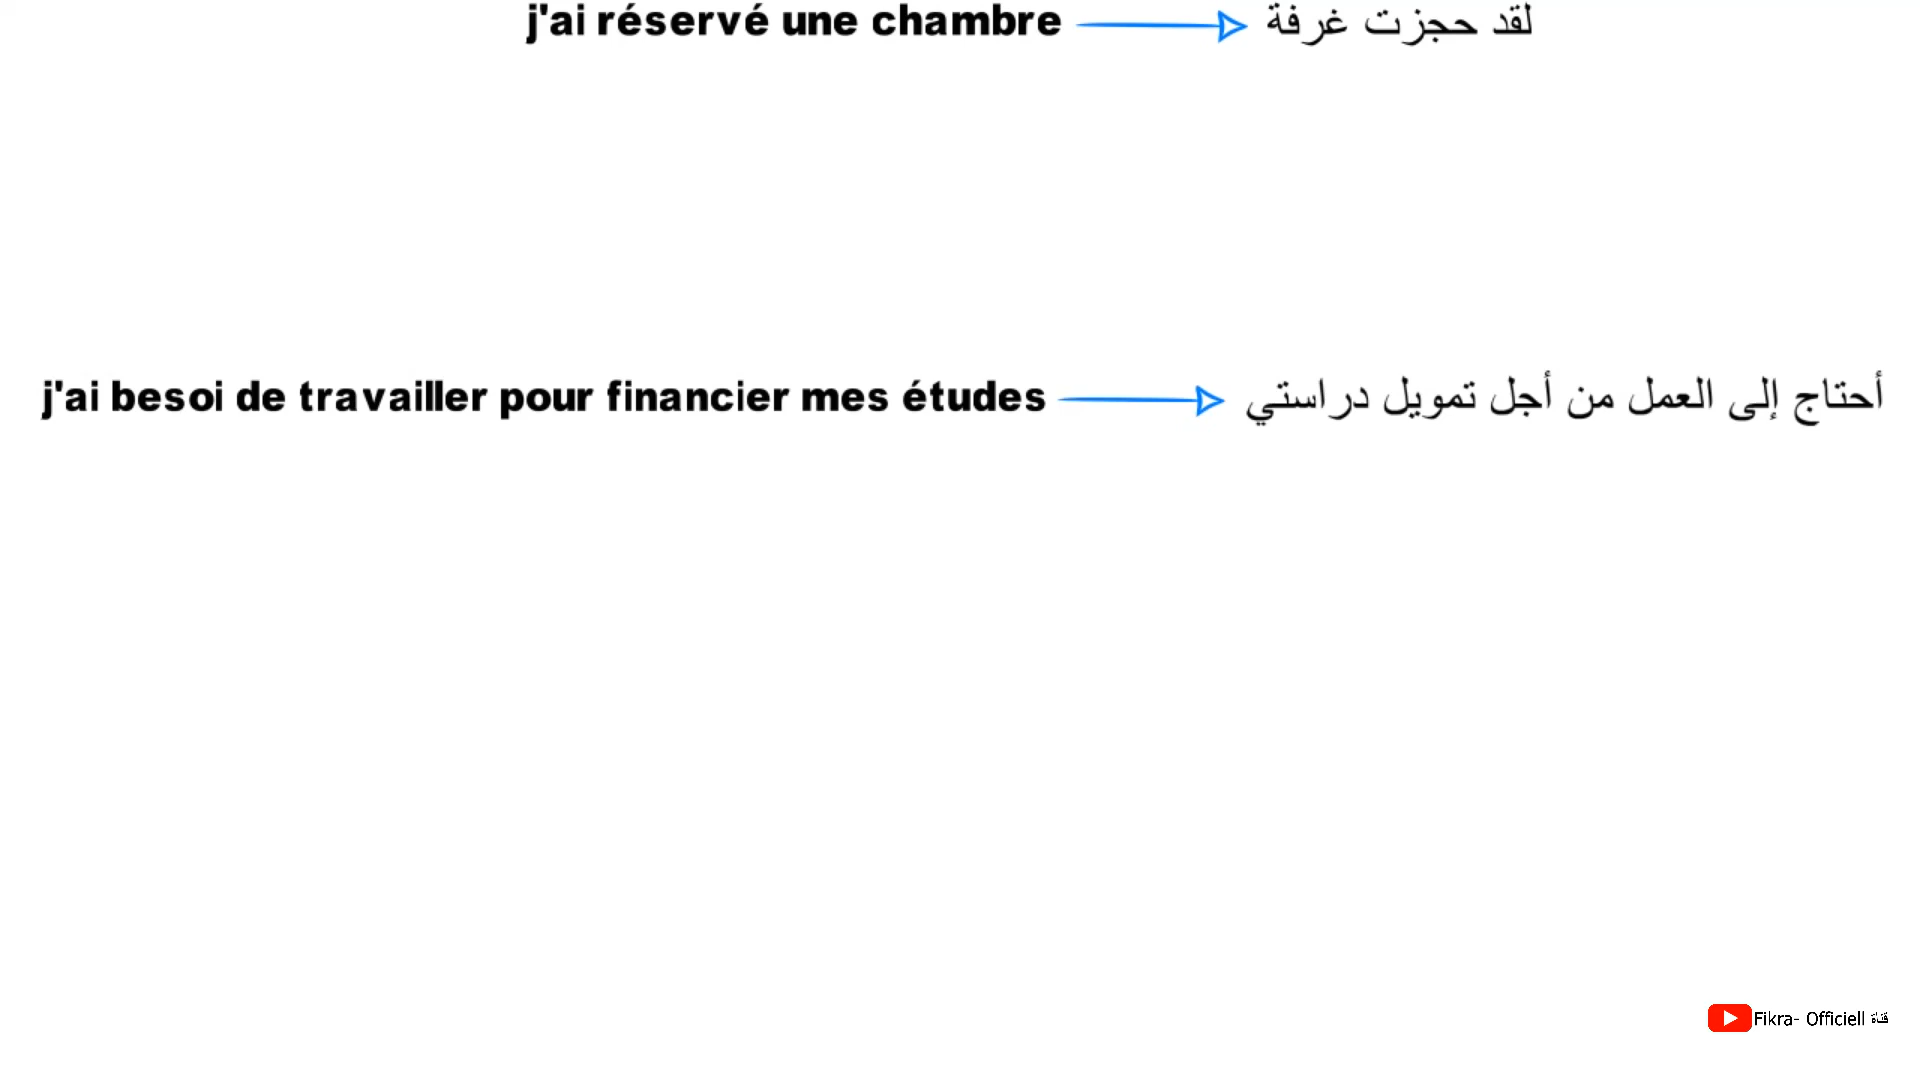 j'ai réservé une chambre لقد حجزت غرفة
j'ai besoi de travailler pour financier mes études أحتاج إلى العمل من أجل تمويل دراستي
Fikra- Officiell قناة